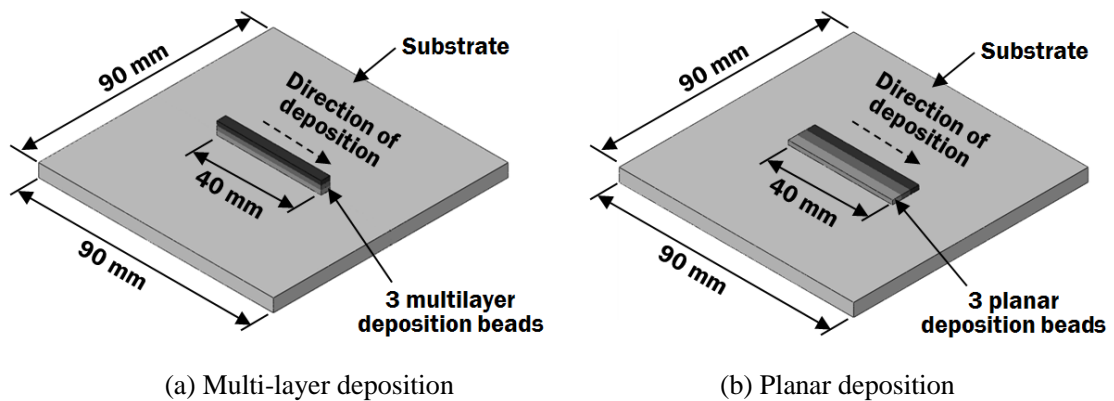 90 mm
Substrate
Direction of
deposition
40 mm
90 mm
3 multilayer
deposition beads
(a) Multi-layer deposition
90 mm
Substrate
Direction of
deposition
40 mm
90 mm
3 planar
deposition beads
(b) Planar deposition